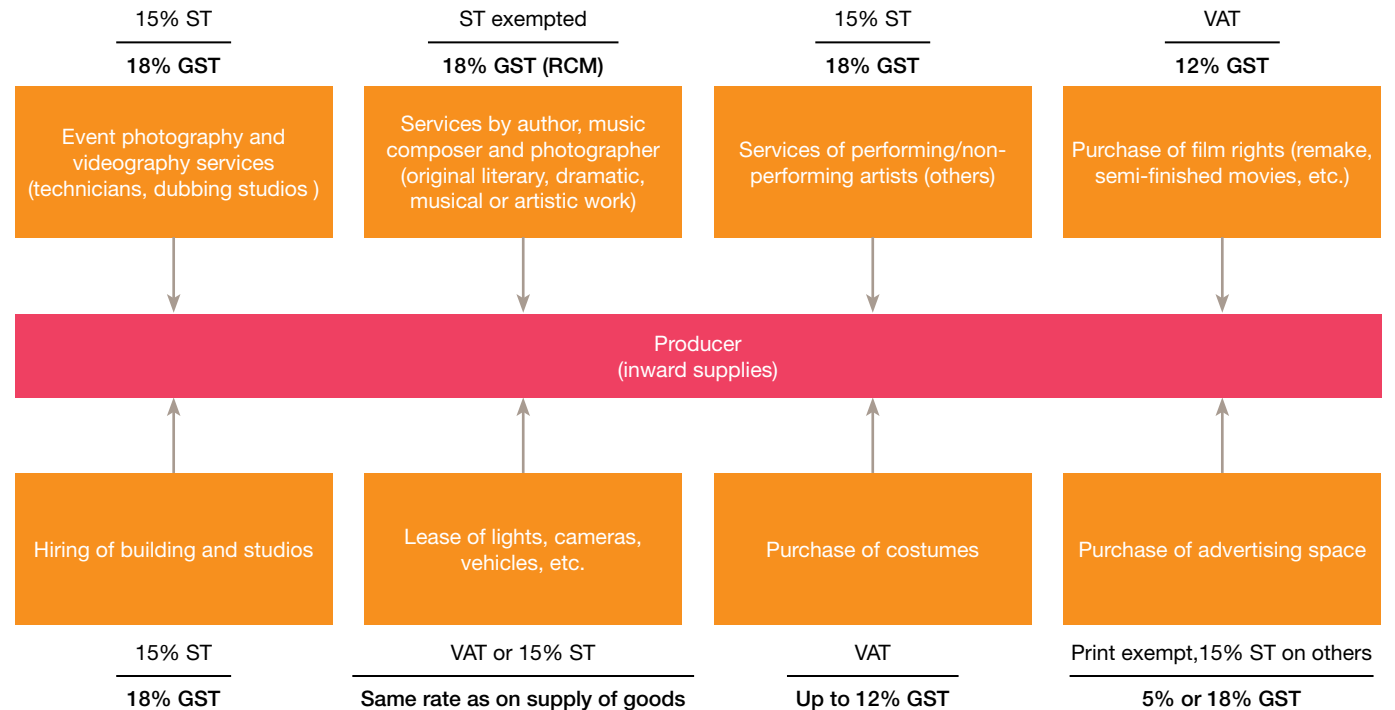 15% ST
18% GST
ST exempted
18% GST (RCM)
15% ST
18% GST
VAT
12% GST
Event photography and
videography services
(technicians, dubbing studios )
Services by author, music
composer and photographer
(original literary, dramatic,
musical or artistic work)
Services of performing/non-
performing artists (others)
Purchase of film rights (remake,
semi-finished movies, etc.)
Producer
(inward supplies)
Hiring of building and studios
Lease of lights, cameras,
vehicles, etc.
Purchase of costumes
Purchase of advertising space
15% ST
18% GST
VAT or 15% ST
Same rate as on supply of goods
VAT
Up to 12% GST
Print exempt,15% ST on others
5% or 18% GST